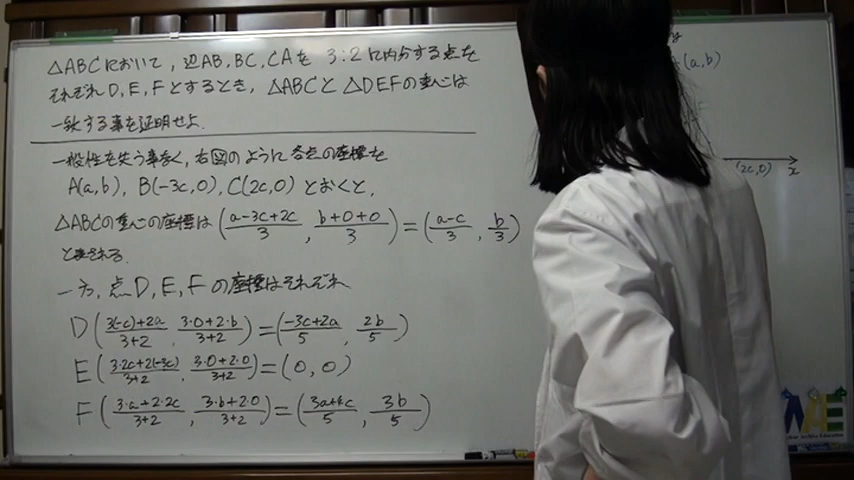 △ABCにおいて, 辺AB, BC, CAを 3:2 に内分する点を
それぞれ D, E, F とするとき, △ABCと △DEFの重心は
一致する事を証明せよ.
一般性を失う事なく, 右図のように各点の座標を
A(a,b), B(-3c,0), C(2c,0) とおくと,
△ABCの重心の座標は (a-3c+2c/3, b+0+0/3) = (a-c/3, b/3)
と表される.
一方, 点 D, E, F の座標はそれぞれ
D (3(-c)+2a/3+2, 3·0+2·b/3+2) = (-3c+2a/5, 2b/5)
E (3·2c+2(-3c)/3+2, 3·0+2·0/3+2) = (0, 0)
F (3·a+2·2c/3+2, 3·b+2·0/3+2) = (3a+4c/5, 3b/5)
y
(a,b)
F
(2c,0)
x